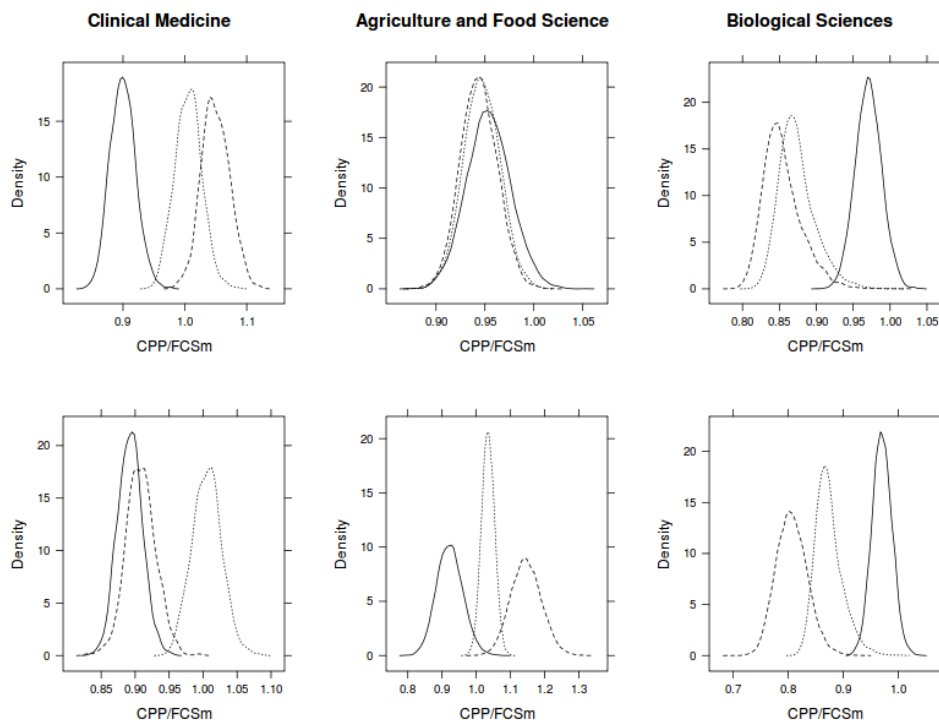 Clinical Medicine
Agriculture and Food Science
Biological Sciences
0.9 1.0 1.1
Density
0 5 10 15
CPP/FCSm
0.90 0.95 1.00 1.05
Density
0 5 10 15 20
CPP/FCSm
0.80 0.85 0.90 0.95 1.00 1.05
Density
0 5 10 15 20
CPP/FCSm
0.85 0.90 0.95 1.00 1.05 1.10
Density
0 5 10 15 20
CPP/FCSm
0.8 0.9 1.0 1.1 1.2 1.3
Density
0 5 10 15 20
CPP/FCSm
0.7 0.8 0.9 1.0
Density
0 5 10 15 20
CPP/FCSm